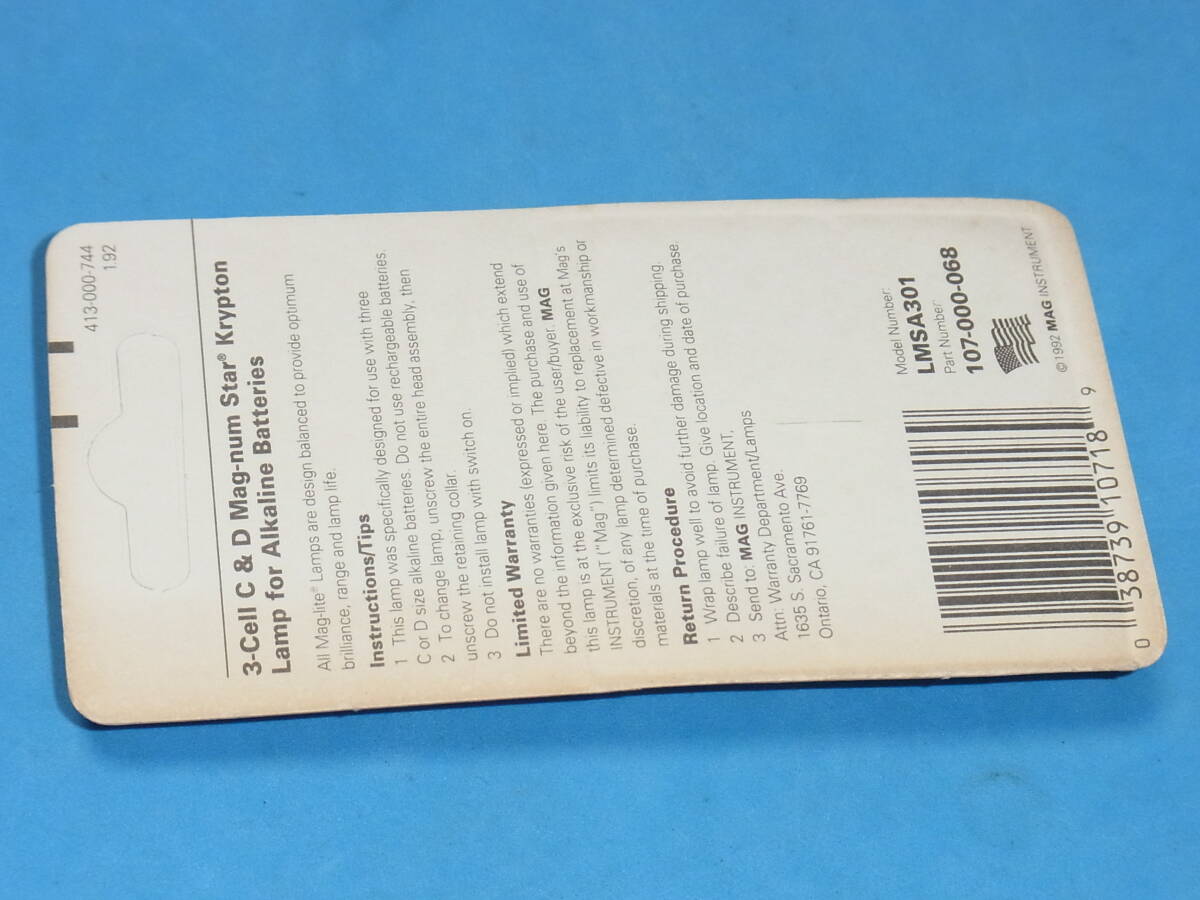 413-000-744
1.92
3-Cell C & D Mag-num Star® Krypton
Lamp for Alkaline Batteries
All Mag-lite® Lamps are design balanced to provide optimum
brilliance, range and lamp life.
Instructions/Tips
1 This lamp was specifically designed for use with three
C or D size alkaline batteries. Do not use rechargeable batteries.
2 To change lamp, unscrew the entire head assembly, then
unscrew the retaining collar.
3 Do not install lamp with switch on.
Limited Warranty
There are no warranties (expressed or implied) which extend
beyond the information given here. The purchase and use of
this lamp is at the exclusive risk of the user/buyer. MAG
INSTRUMENT ("Mag") limits its liability to replacement at Mag's
discretion, of any lamp determined defective in workmanship or
materials at the time of purchase.
Return Procedure
1 Wrap lamp well to avoid further damage during shipping.
2 Describe failure of lamp. Give location and date of purchase.
3 Send to: MAG INSTRUMENT,
Attn: Warranty Department/Lamps
1635 S. Sacramento Ave.
Ontario, CA 91761-7769
Model Number:
LMSA301
Part Number:
107-000-068
©1992 MAG INSTRUMENT
0 38739 10718 9